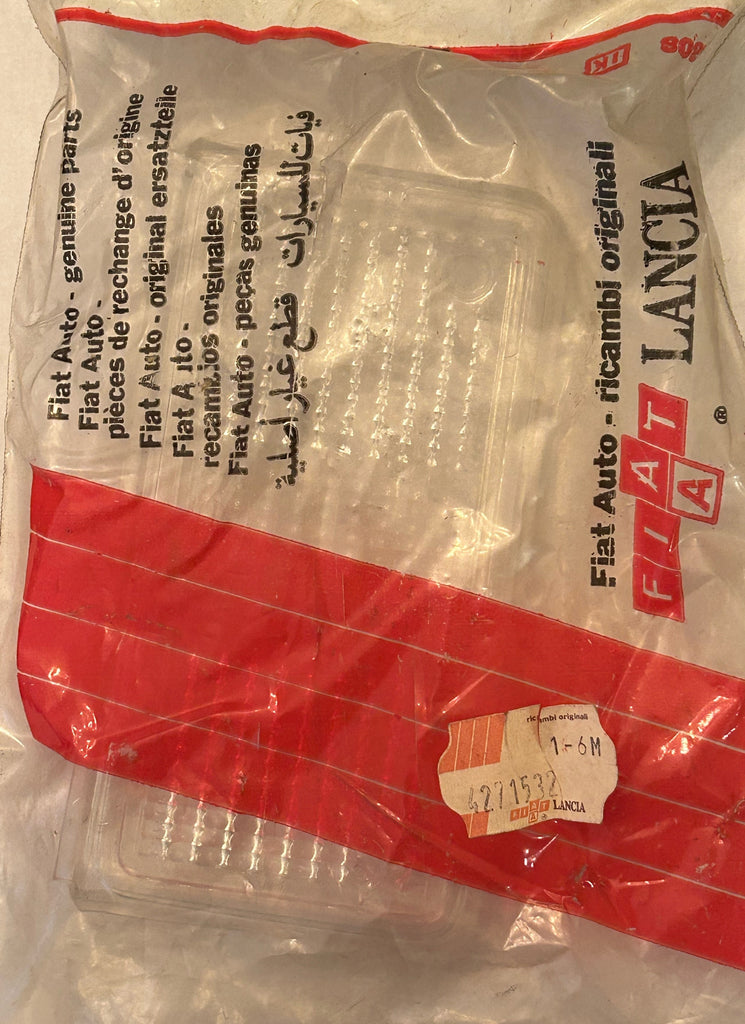 Fiat Auto - genuine parts
Fiat Auto -
pièces de rechange d'origine
Fiat Auto - original ersatzteile
Fiat Auto -
recambios originales
Fiat Auto - peças genuinas
فيات للسيارات قطع غيار أصلية
Fiat Auto - ricambi originali
FIAT LANCIA
A
®
ricambi originali
1-6M
4271532
FIAT LANCIA
A
®